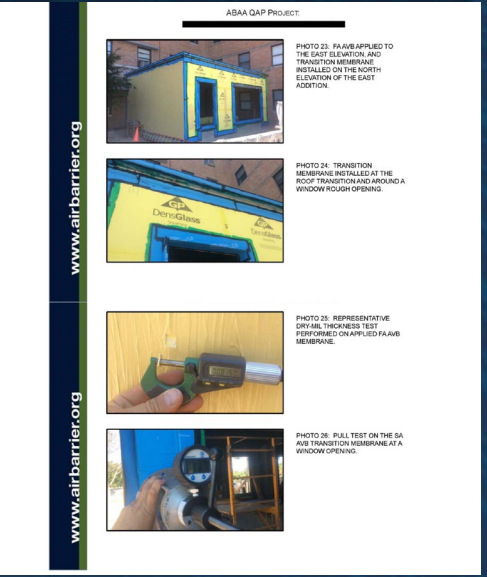 ABAA QAP PROJECT:
www.airbarrier.org
PHOTO 23: FA AVB APPLIED TO
THE EAST ELEVATION, AND
TRANSITION MEMBRANE
INSTALLED ON THE NORTH
ELEVATION OF THE EAST
ADDITION.
GP
DensGlass
PHOTO 24: TRANSITION
MEMBRANE INSTALLED AT THE
ROOF TRANSITION AND AROUND A
WINDOW ROUGH OPENING.
www.airbarrier.org
PHOTO 25: REPRESENTATIVE
DRY-MIL THICKNESS TEST
PERFORMED ON APPLIED FA AVB
MEMBRANE.
PHOTO 26: PULL TEST ON THE SA
AVB TRANSITION MEMBRANE AT A
WINDOW OPENING.